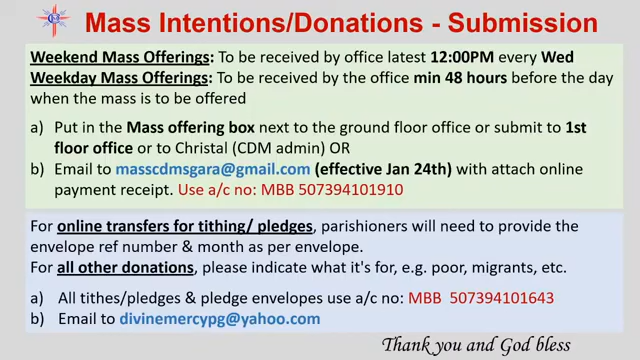 Mass Intentions/Donations - Submission
Weekend Mass Offerings: To be received by office latest 12:00PM every Wed
Weekday Mass Offerings: To be received by the office min 48 hours before the day
when the mass is to be offered
a) Put in the Mass offering box next to the ground floor office or submit to 1st
floor office or to Christal (CDM admin) OR
b) Email to masscdmsgara@gmail.com (effective Jan 24th) with attach online
payment receipt. Use a/c no: MBB 507394101910
For online transfers for tithing/ pledges, parishioners will need to provide the
envelope ref number & month as per envelope.
For all other donations, please indicate what it's for, e.g. poor, migrants, etc.
a) All tithes/pledges & pledge envelopes use a/c no: MBB 507394101643
b) Email to divinemercypg@yahoo.com
Thank you and God bless